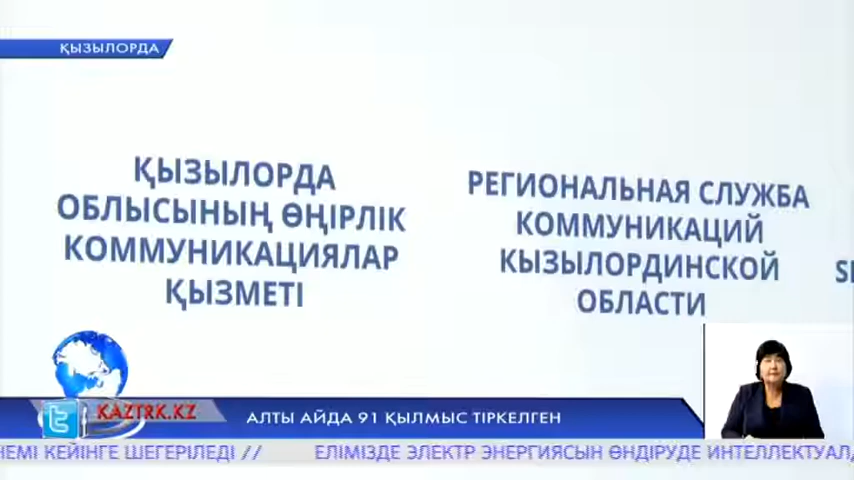 ҚЫЗЫЛОРДА
ҚЫЗЫЛОРДА
ОБЛЫСЫНЫҢ ӨҢІРЛІК
КОММУНИКАЦИЯЛАР
ҚЫЗМЕТІ
РЕГИОНАЛЬНАЯ СЛУЖБА
КОММУНИКАЦИЙ
КЫЗЫЛОРДИНСКОЙ
ОБЛАСТИ
KAZTRK.KZ
АЛТЫ АЙДА 91 ҚЫЛМЫС ТІРКЕЛГЕН
КЕЙІНГЕ ШЕГЕРІЛЕДІ // ЕЛІМІЗДЕ ЭЛЕКТР ЭНЕРГИЯСЫН ӨНДІРУДЕ